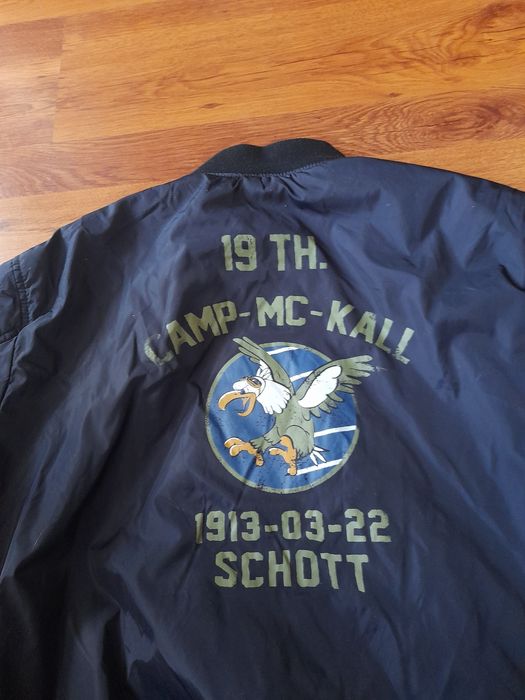 19 TH.
CAMP-MC-KALL
1913-03-22
SCHOTT